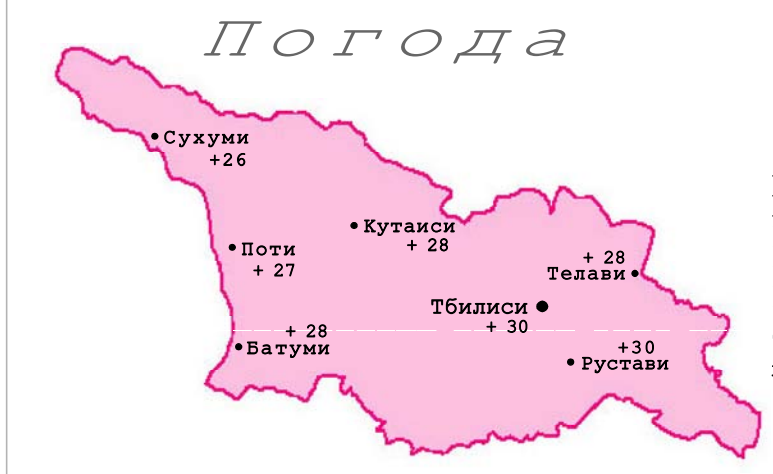 Погода
Сухуми
+26
Кутаиси
+ 28
Поти
+ 27
+ 28
Телави
Тбилиси
+ 30
+ 28
Батуми
+30
Рустави